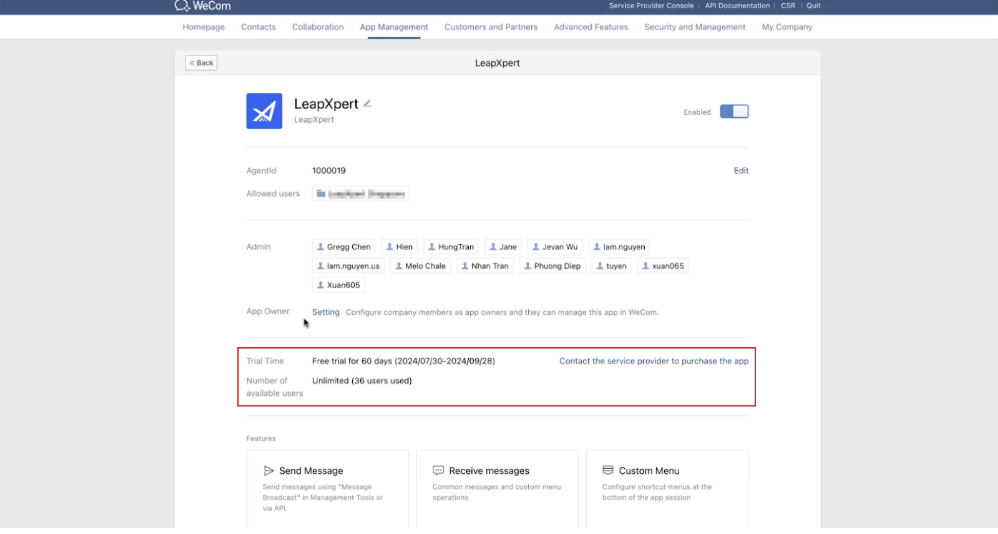 WeCom
Service Provider Console | API Documentation | CSR | Quit
Homepage Contacts Collaboration App Management Customers and Partners Advanced Features Security and Management My Company
« Back
LeapXpert
LeapXpert
LeapXpert
Enabled
AgentId 1000019 Edit
Allowed users
Admin Gregg Chen Hien HungTran Jane Jevan Wu lam.nguyen
lam.nguyen.us Melo Chale Nhan Tran Phuong Diep tuyen xuan065
Xuan605
App Owner Setting Configure company members as app owners and they can manage this app in WeCom.
Trial Time Free trial for 60 days (2024/07/30-2024/09/28) Contact the service provider to purchase the app
Number of Unlimited (36 users used)
available users
Features
Send Message
Send messages using "Message
Broadcast" in Management Tools or
via API.
Receive messages
Common messages and custom menu
operations
Custom Menu
Configure shortcut menus at the
bottom of the app session